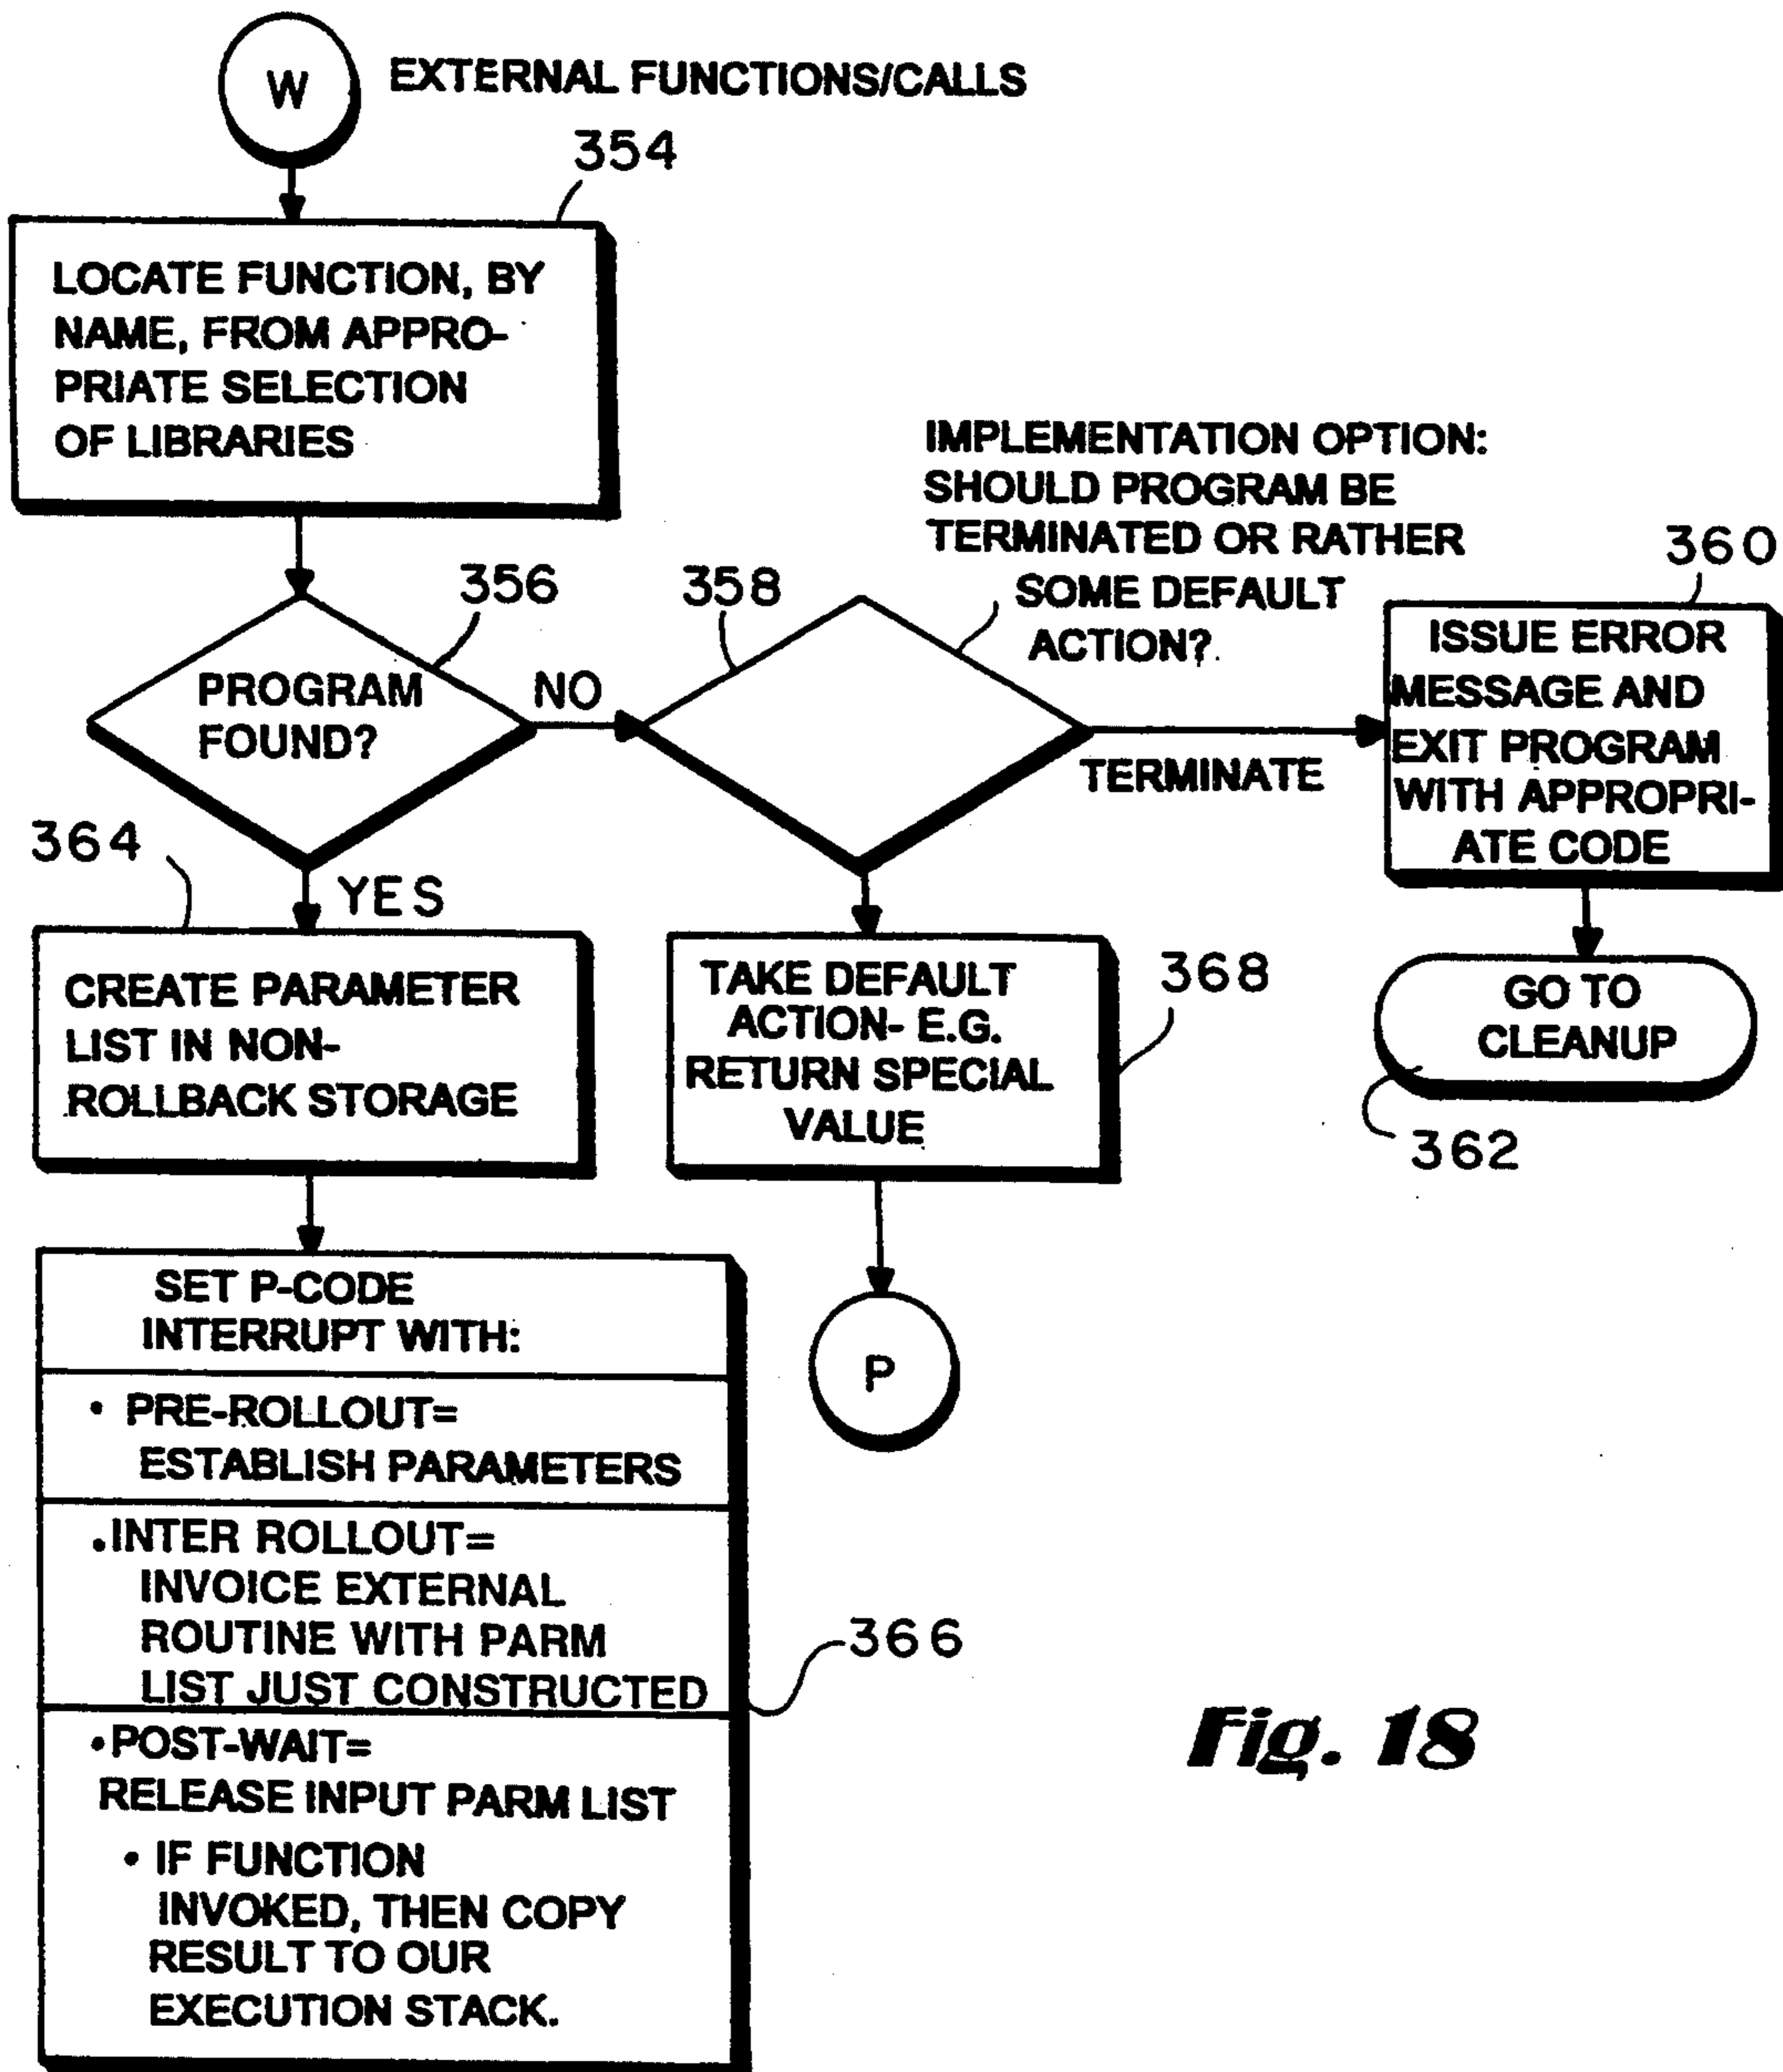 W
EXTERNAL FUNCTIONS/CALLS
354
LOCATE FUNCTION, BY
NAME, FROM APPRO-
PRIATE SELECTION
OF LIBRARIES
356
PROGRAM
FOUND?
NO
358
IMPLEMENTATION OPTION:
SHOULD PROGRAM BE
TERMINATED OR RATHER
SOME DEFAULT
ACTION?
TERMINATE
360
ISSUE ERROR
MESSAGE AND
EXIT PROGRAM
WITH APPROPRI-
ATE CODE
GO TO
CLEANUP
362
364
YES
CREATE PARAMETER
LIST IN NON-
ROLLBACK STORAGE
TAKE DEFAULT
ACTION- E.G.
RETURN SPECIAL
VALUE
368
P
SET P-CODE
INTERRUPT WITH:
• PRE-ROLLOUT=
ESTABLISH PARAMETERS
• INTER ROLLOUT=
INVOICE EXTERNAL
ROUTINE WITH PARM
LIST JUST CONSTRUCTED
366
• POST-WAIT=
RELEASE INPUT PARM LIST
• IF FUNCTION
INVOKED, THEN COPY
RESULT TO OUR
EXECUTION STACK.
Fig. 18